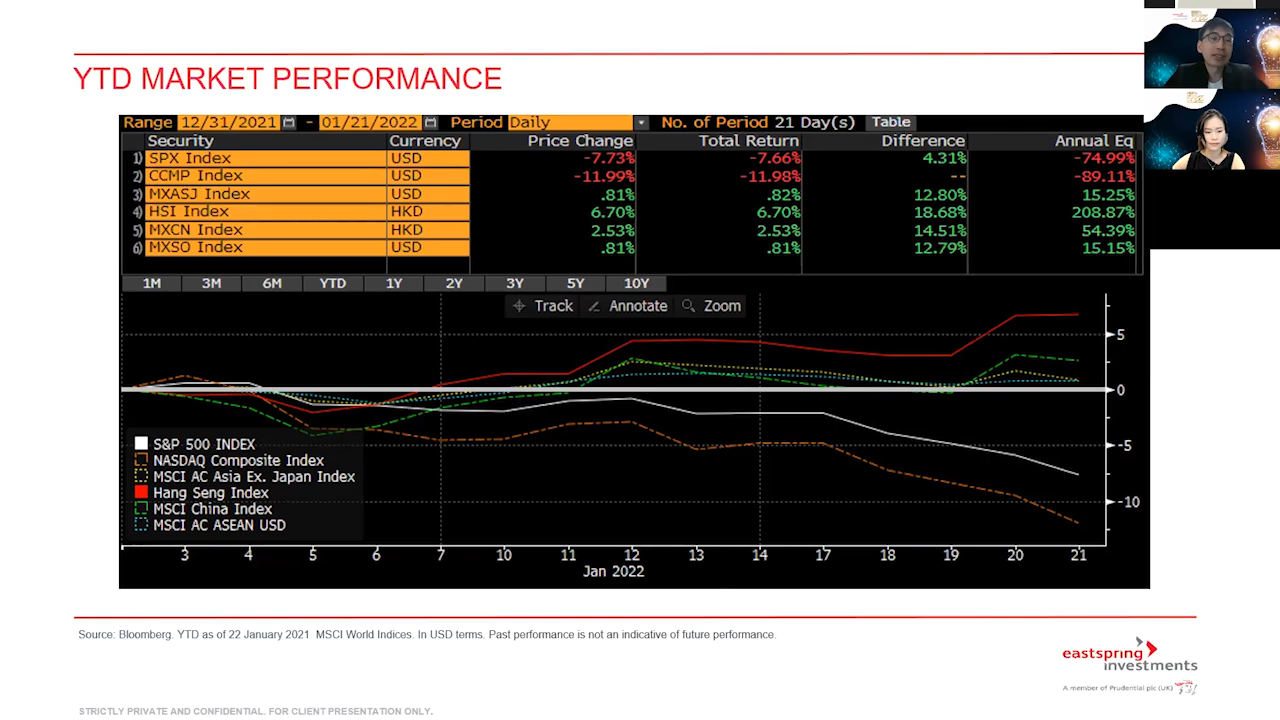 YTD MARKET PERFORMANCE
Range 12/31/2021 - 01/21/2022 Period Daily No. of Period 21 Day(s) Table
Security Currency Price Change Total Return Difference Annual Eq
1) SPX Index USD -7.73% -7.66% 4.31% -74.99%
2) CCMP Index USD -11.99% -11.98% -- -89.11%
3) MXASJ Index USD .81% .82% 12.80% 15.25%
4) HSI Index HKD 6.70% 6.70% 18.68% 208.87%
5) MXCN Index HKD 2.53% 2.53% 14.51% 54.39%
6) MXSO Index USD .81% .81% 12.79% 15.15%
1M 3M 6M YTD 1Y 2Y 3Y 5Y 10Y
Track Annotate Zoom
5
0
-5
-10
S&P 500 INDEX
NASDAQ Composite Index
MSCI AC Asia Ex. Japan Index
Hang Seng Index
MSCI China Index
MSCI AC ASEAN USD
3 4 5 6 7 10 11 12 13 14 17 18 19 20 21
Jan 2022
Source: Bloomberg. YTD as of 22 January 2021 MSCI World Indices. In USD terms. Past performance is not an indicative of future performance.
eastspring
investments
A member of Prudential plc (UK)
STRICTLY PRIVATE AND CONFIDENTIAL. FOR CLIENT PRESENTATION ONLY.